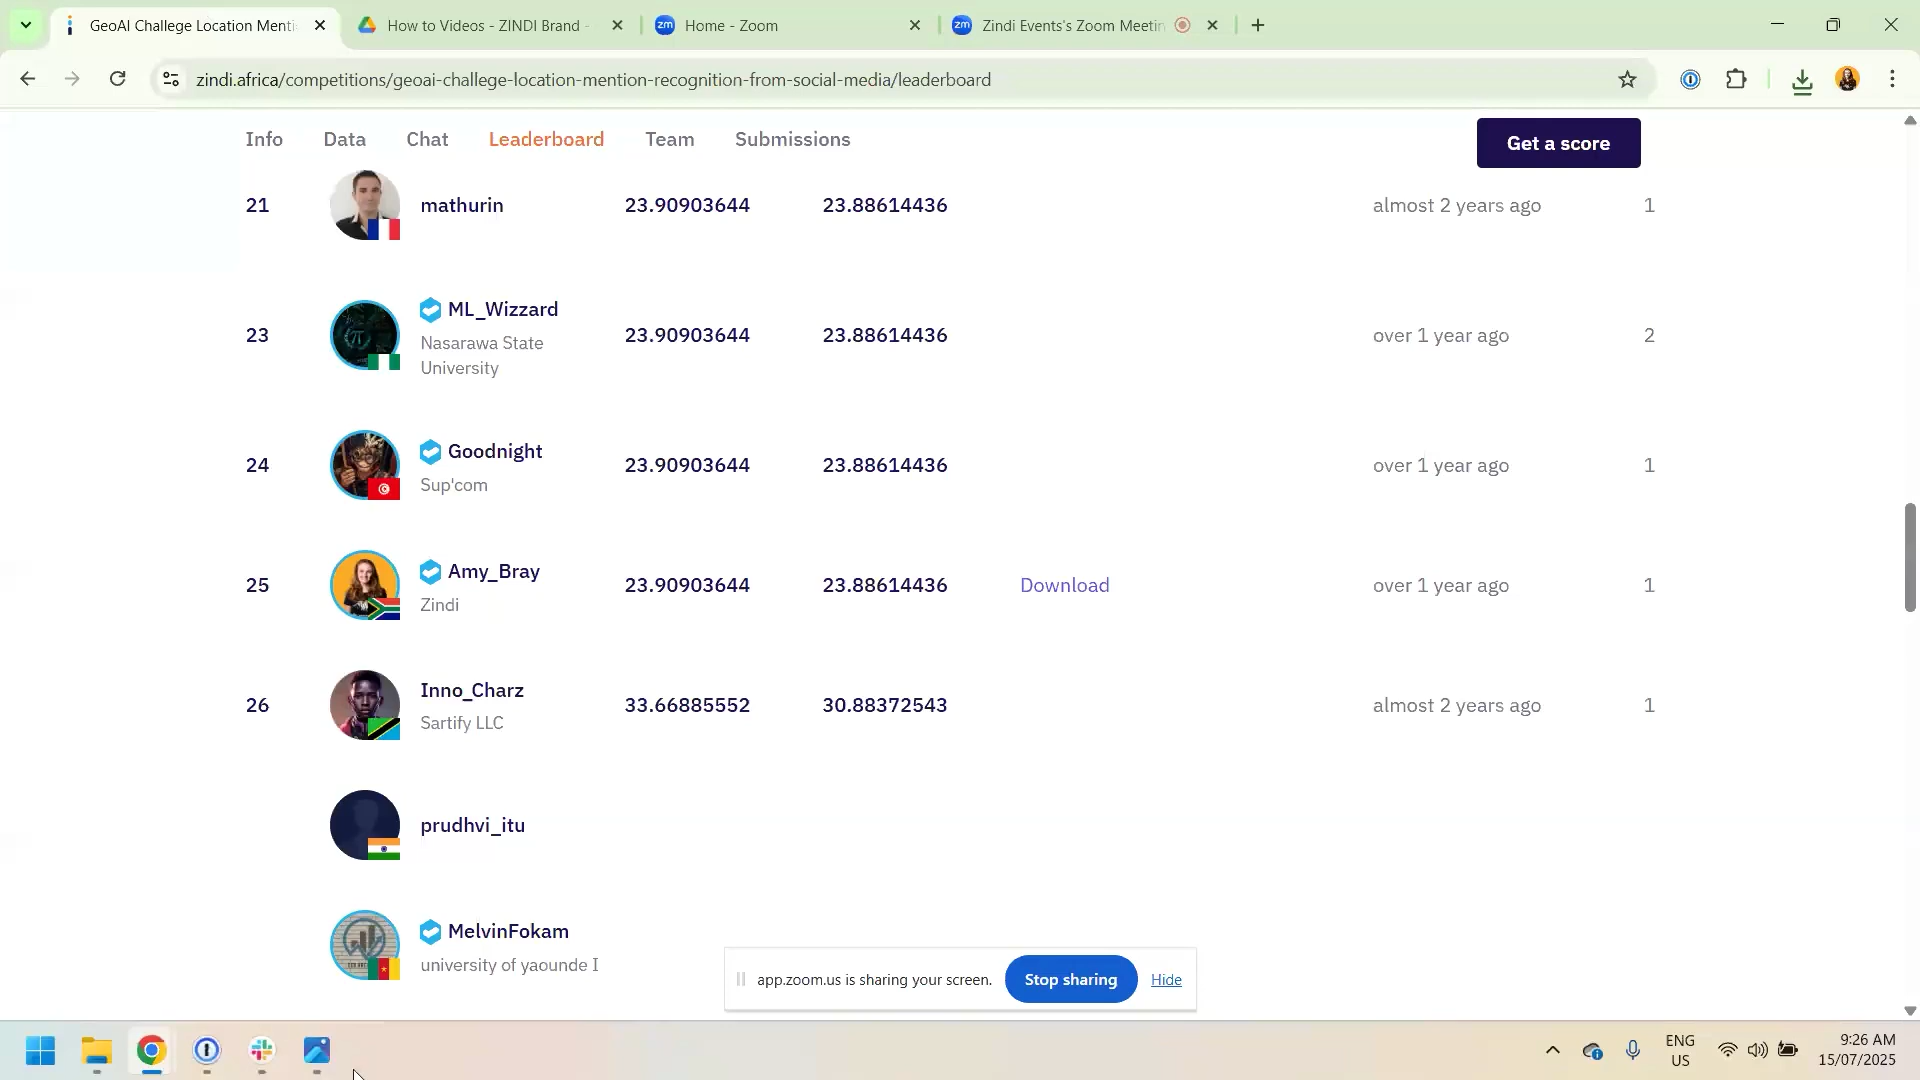 GeoAI Challege Location Menti
How to Videos - ZINDI Brand -
zm Home - Zoom
zm Zindi Events's Zoom Meetin
zindi.africa/competitions/geoai-challege-location-mention-recognition-from-social-media/leaderboard
Info Data Chat Leaderboard Team Submissions
Get a score
21 mathurin 23.90903644 23.88614436 almost 2 years ago 1
23 ML_Wizzard 23.90903644 23.88614436 over 1 year ago 2
Nasarawa State
University
24 Goodnight 23.90903644 23.88614436 over 1 year ago 1
Sup'com
25 Amy_Bray 23.90903644 23.88614436 Download over 1 year ago 1
Zindi
26 Inno_Charz 33.66885552 30.88372543 almost 2 years ago 1
Sartify LLC
prudhvi_itu
MelvinFokam
university of yaounde I
app.zoom.us is sharing your screen. Stop sharing Hide
ENG
US
9:26 AM
15/07/2025